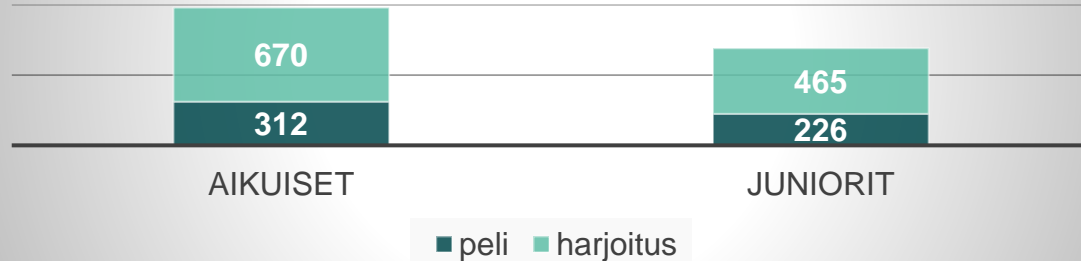 670
465
312
226
AIKUISET
JUNIORIT
peli harjoitus